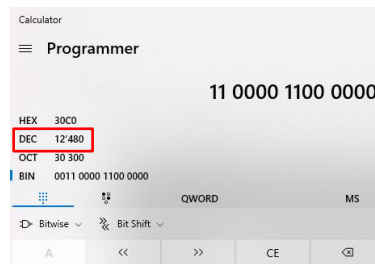 Calculator
Programmer
11 0000 1100 0000
HEX 30C0
DEC 12'480
OCT 30 300
BIN 0011 0000 1100 0000
QWORD MS
Bitwise Bit Shift
A << >> CE